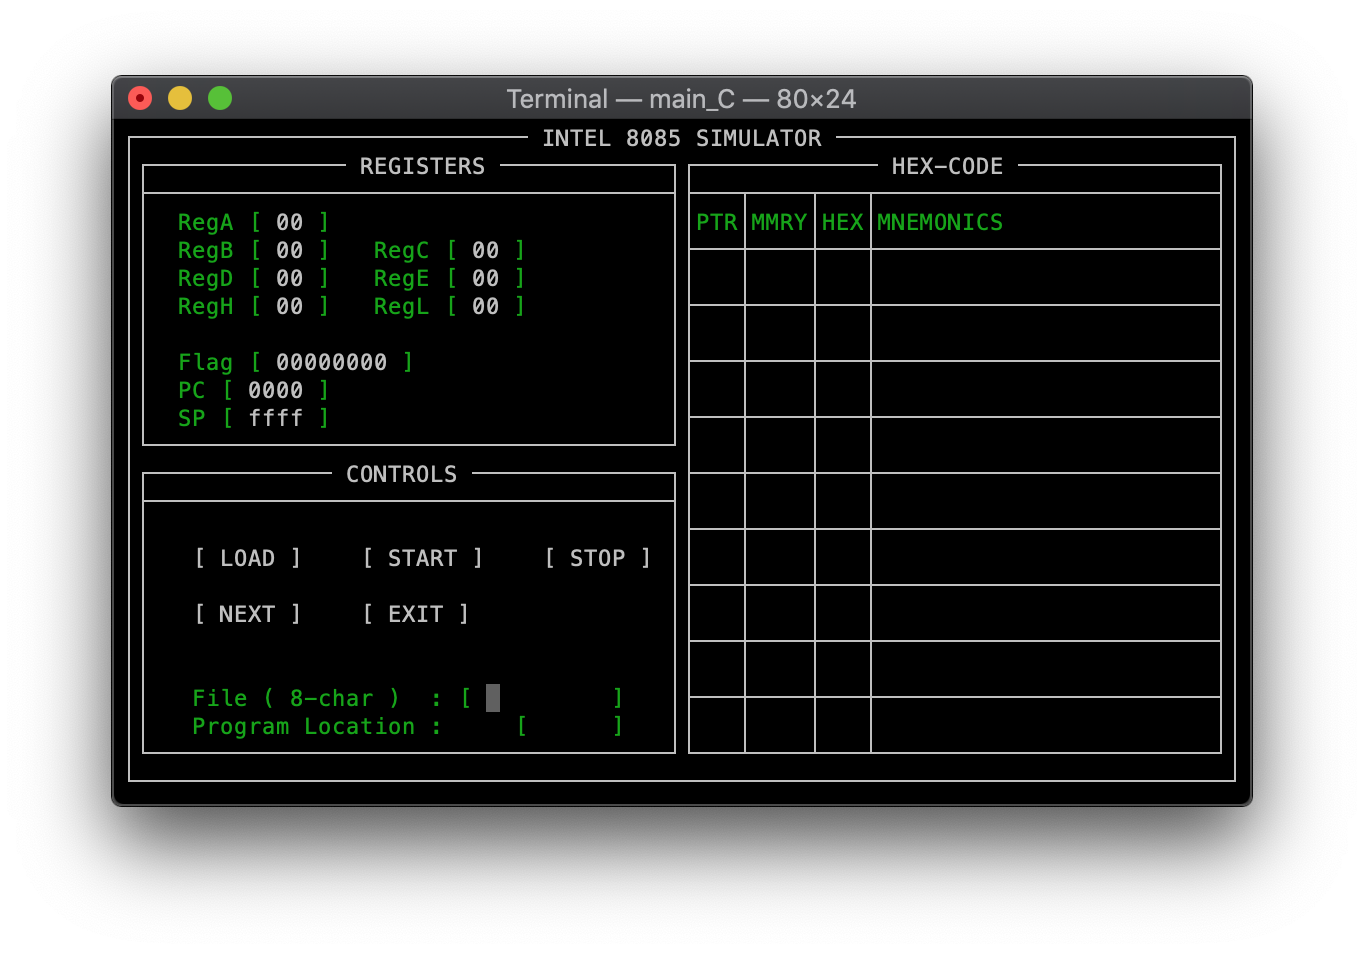 Terminal — main_C — 80×24
INTEL 8085 SIMULATOR
REGISTERS
RegA [ 00 ]
RegB [ 00 ] RegC [ 00 ]
RegD [ 00 ] RegE [ 00 ]
RegH [ 00 ] RegL [ 00 ]
Flag [ 00000000 ]
PC [ 0000 ]
SP [ ffff ]
CONTROLS
[ LOAD ] [ START ] [ STOP ]
[ NEXT ] [ EXIT ]
File ( 8-char ) : [ ]
Program Location : [ ]
HEX-CODE
PTR MMRY HEX MNEMONICS